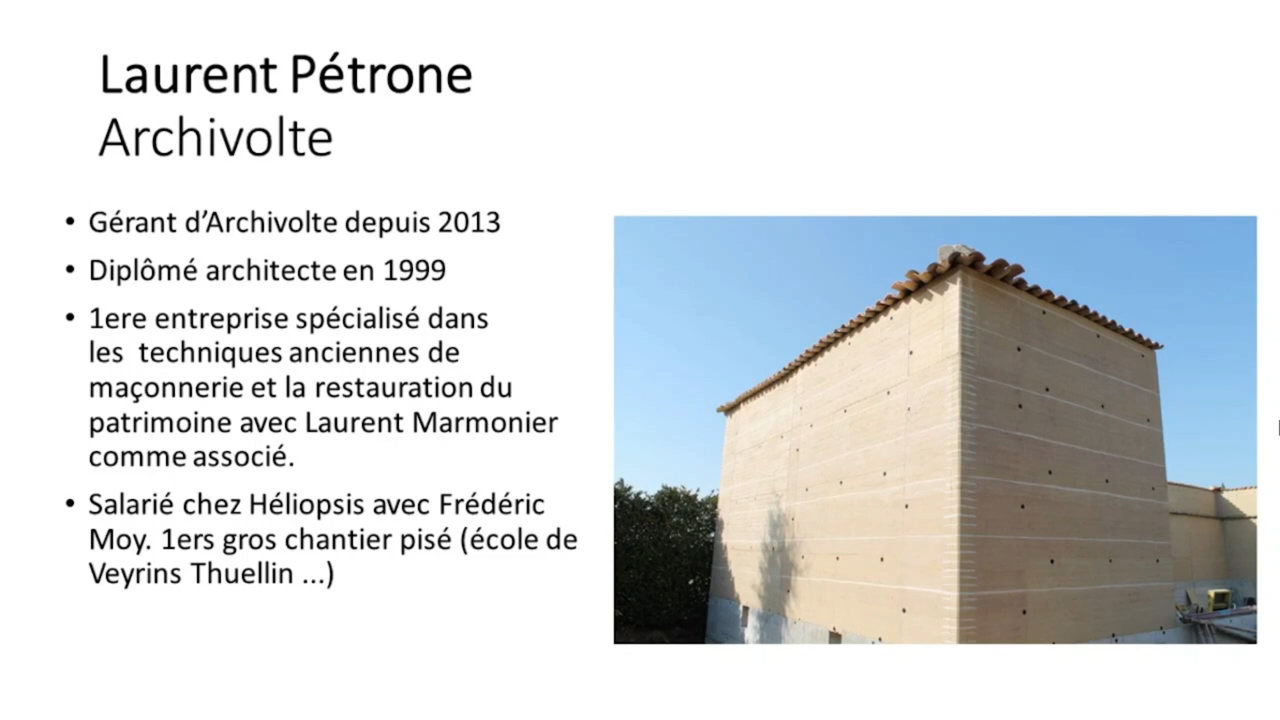 Laurent Pétrone
Archivolte
• Gérant d’Archivolte depuis 2013
• Diplômé architecte en 1999
• 1ere entreprise spécialisé dans
les  techniques anciennes de
maçonnerie et la restauration du
patrimoine avec Laurent Marmonier
comme associé.
• Salarié chez Héliopsis avec Frédéric
Moy. 1ers gros chantier pisé (école de
Veyrins Thuellin ...)